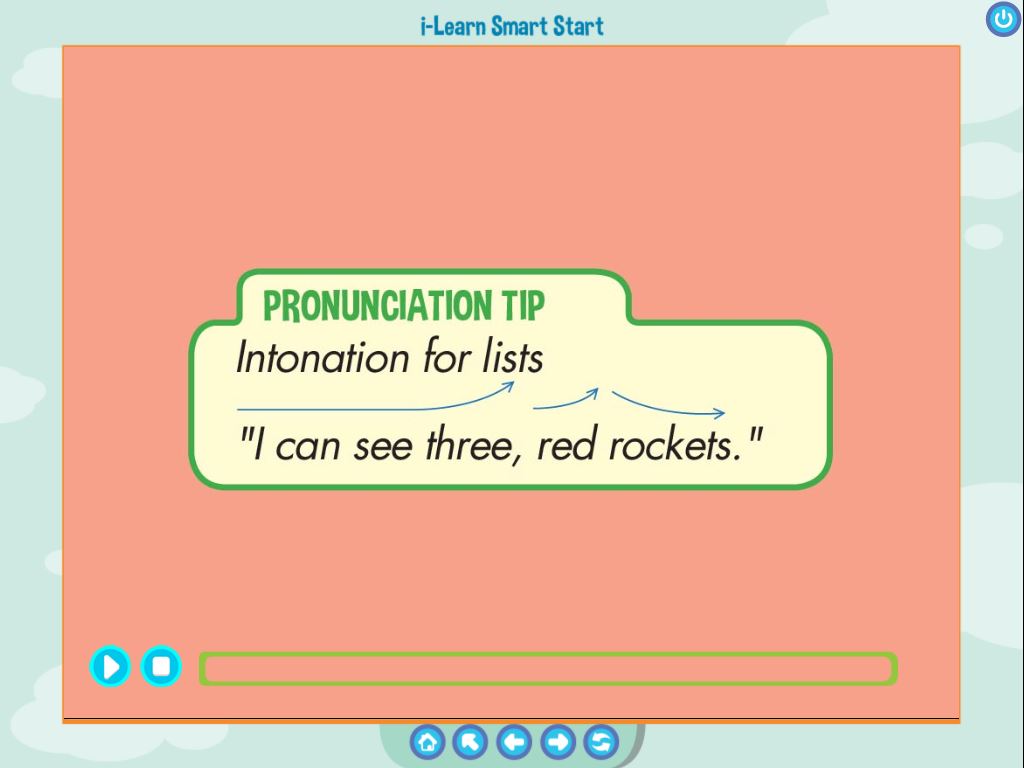 i-Learn Smart Start
PRONUNCIATION TIP
Intonation for lists
"I can see three, red rockets."